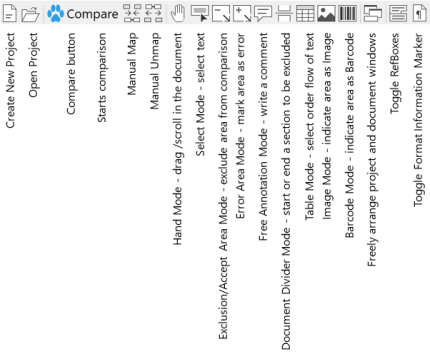 Compare
Create New Project
Open Project
Compare button
Starts comparison
Manual Map
Manual Unmap
Hand Mode - drag /scroll in the document
Select Mode - select text
Exclusion/Accept Area Mode - exclude area from comparison
Error Area Mode - mark area as error
Free Annotation Mode - write a comment
Document Divider Mode - start or end a section to be excluded
Table Mode - select order flow of text
Image Mode - indicate area as Image
Barcode Mode - indicate area as Barcode
Freely arrange project and document windows
Toggle RefBoxes
Toggle Format Information Marker